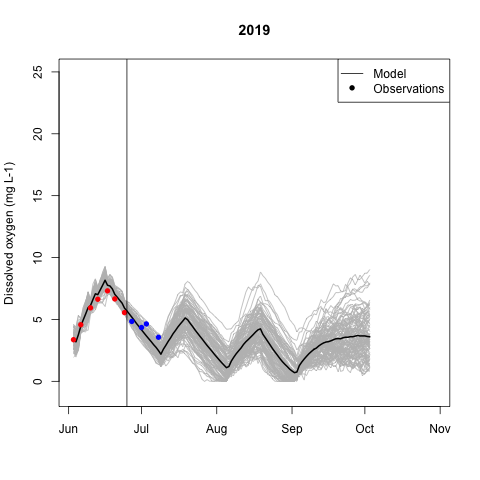 2019
Model
Observations
Dissolved oxygen (mg L-1)
25
20
15
10
5
0
Jun Jul Aug Sep Oct Nov